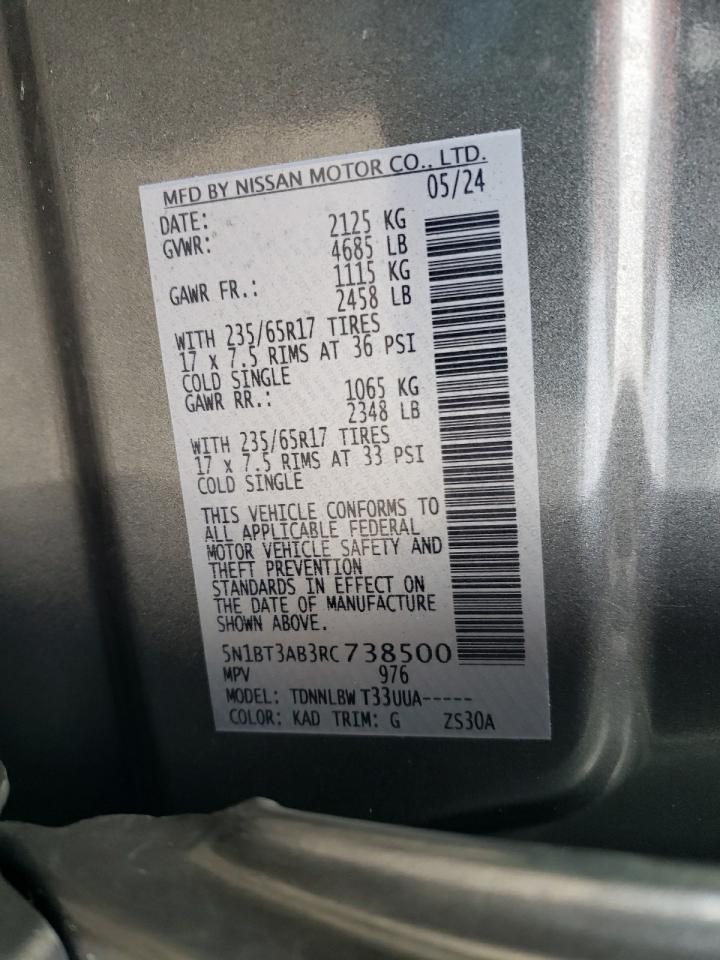 MFD BY NISSAN MOTOR CO., LTD.
DATE: 05/24
GVWR: 2125 KG
4685 LB
GAWR FR.: 1115 KG
2458 LB
WITH 235/65R17 TIRES
17 x 7.5 RIMS AT 36 PSI
COLD SINGLE
GAWR RR.: 1065 KG
2348 LB
WITH 235/65R17 TIRES
17 x 7.5 RIMS AT 33 PSI
COLD SINGLE
THIS VEHICLE CONFORMS TO
ALL APPLICABLE FEDERAL
MOTOR VEHICLE SAFETY AND
THEFT PREVENTION
STANDARDS IN EFFECT ON
THE DATE OF MANUFACTURE
SHOWN ABOVE.
5N1BT3AB3RC738500
MPV 976
MODEL: TDNNLBW T33UUA-----
COLOR: KAD TRIM: G ZS30A